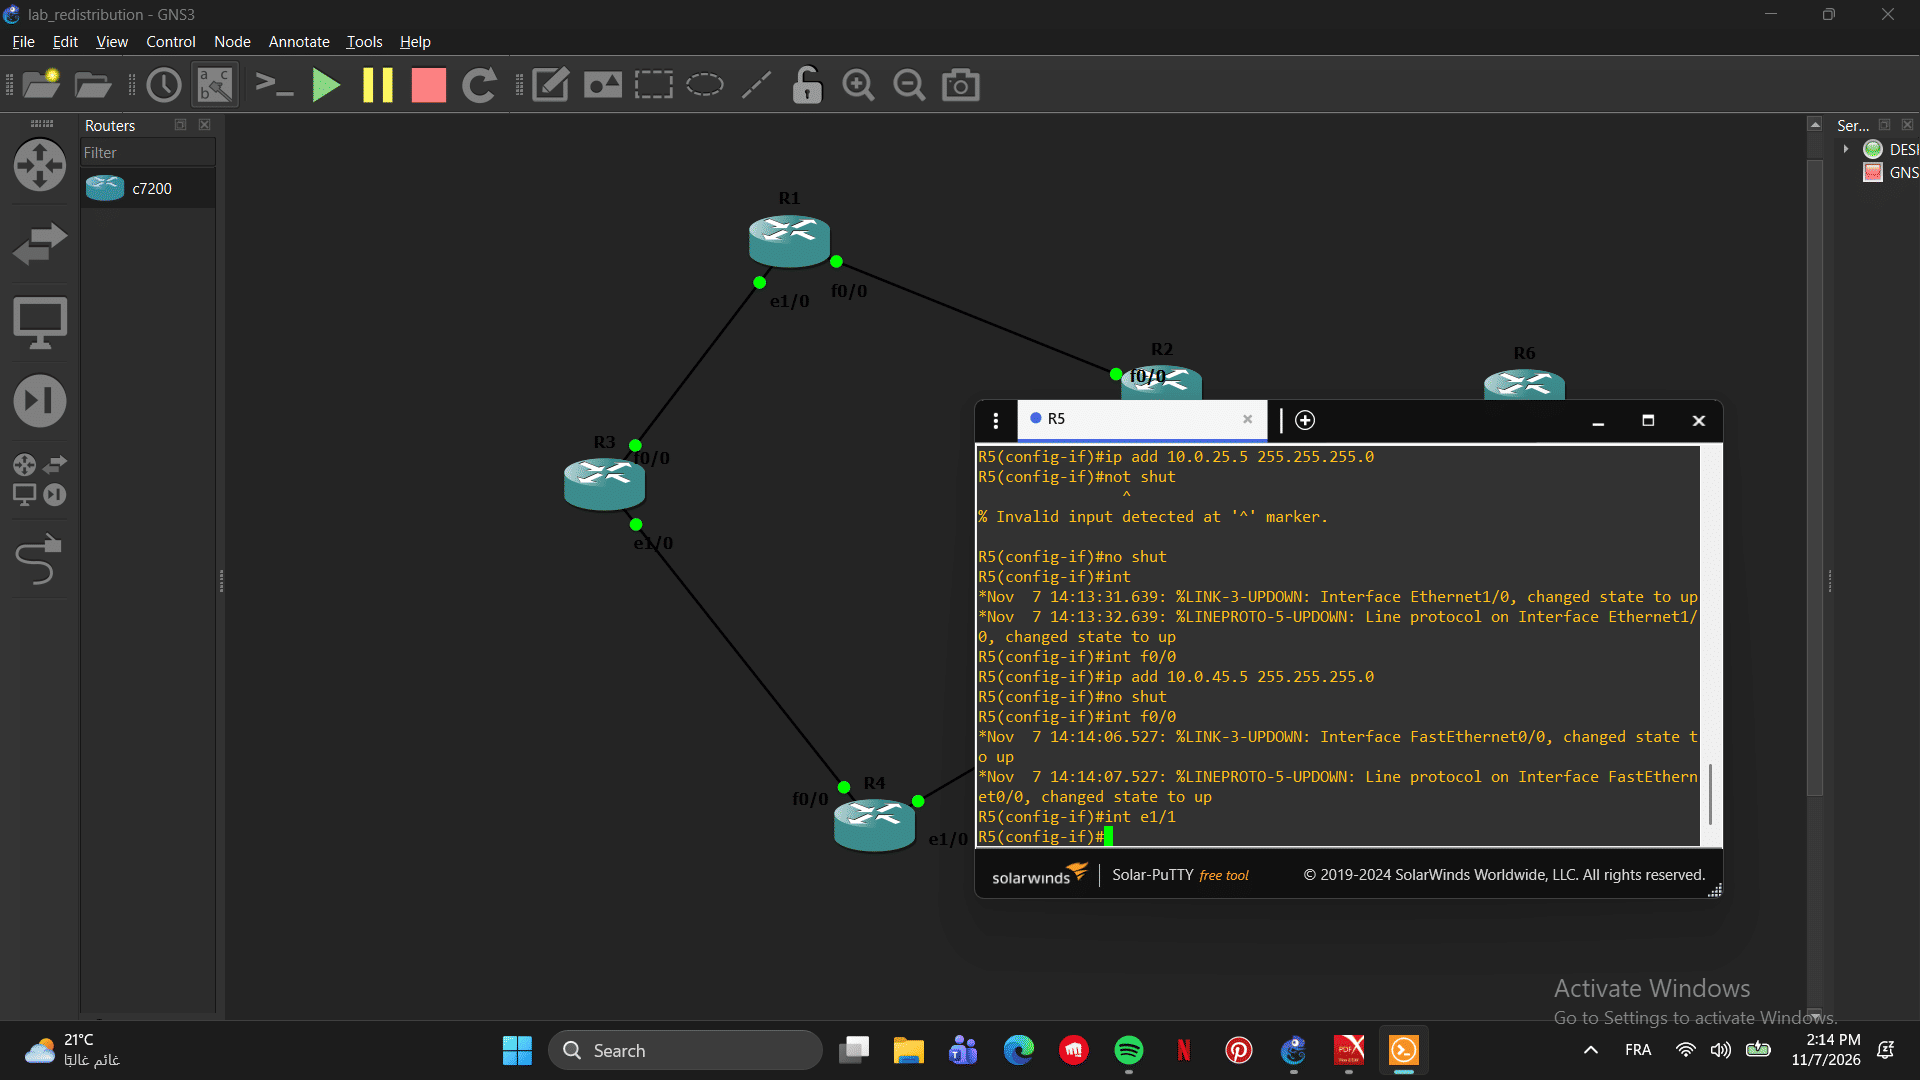 lab_redistribution - GNS3
File Edit View Control Node Annotate Tools Help
Routers
Filter
c7200
Ser...
DESH
GNS
R1
e1/0
f0/0
R2
f0/0
R6
R3
f0/0
e1/0
R4
f0/0
e1/0
R5
R5(config-if)#ip add 10.0.25.5 255.255.255.0
R5(config-if)#not shut
^
% Invalid input detected at '^' marker.
R5(config-if)#no shut
R5(config-if)#int
*Nov  7 14:13:31.639: %LINK-3-UPDOWN: Interface Ethernet1/0, changed state to up
*Nov  7 14:13:32.639: %LINEPROTO-5-UPDOWN: Line protocol on Interface Ethernet1/
0, changed state to up
R5(config-if)#int f0/0
R5(config-if)#ip add 10.0.45.5 255.255.255.0
R5(config-if)#no shut
R5(config-if)#int f0/0
*Nov  7 14:14:06.527: %LINK-3-UPDOWN: Interface FastEthernet0/0, changed state t
o up
*Nov  7 14:14:07.527: %LINEPROTO-5-UPDOWN: Line protocol on Interface FastEthern
et0/0, changed state to up
R5(config-if)#int e1/1
R5(config-if)#
solarwinds Solar-PuTTY free tool © 2019-2024 SolarWinds Worldwide, LLC. All rights reserved.
Activate Windows
Go to Settings to activate Windows.
21°C
غائم غالبًا
Search
FRA
2:14 PM
11/7/2026